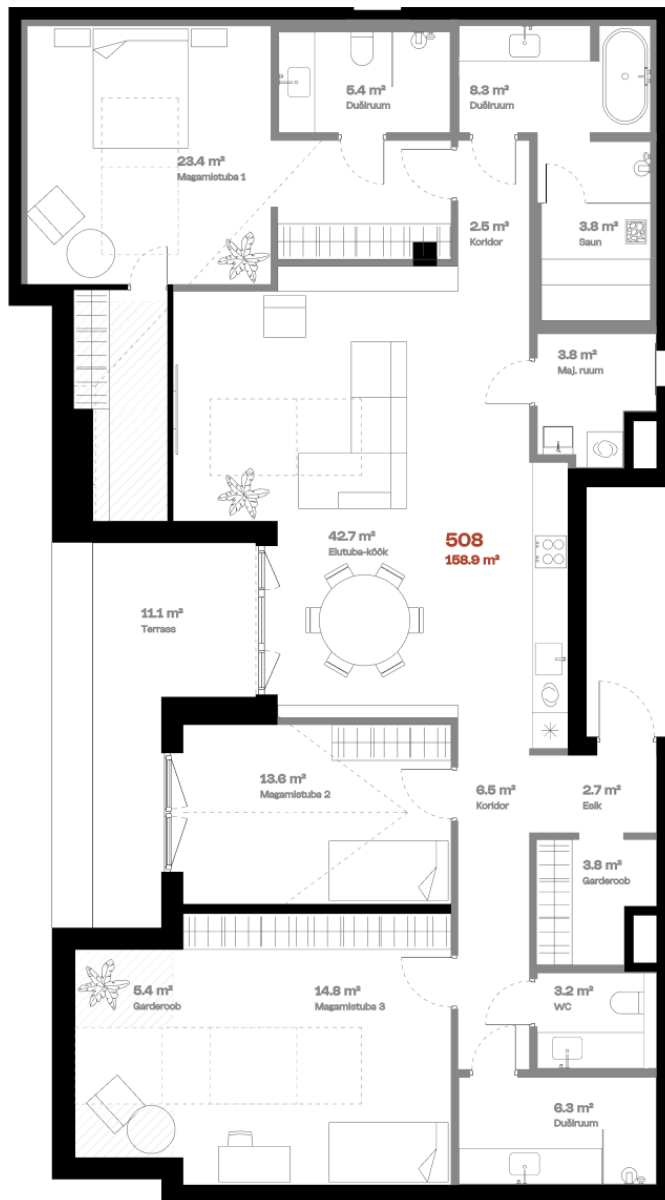 5.4 m²
Duširuum
8.3 m²
Duširuum
23.4 m²
Magamistuba 1
2.5 m²
Koridor
3.8 m²
Saun
3.8 m²
Maj. ruum
42.7 m²
Elutuba-köök
508
158.9 m²
11.1 m²
Terrass
13.6 m²
Magamistuba 2
6.5 m²
Koridor
2.7 m²
Esik
3.8 m²
Garderoob
5.4 m²
Garderoob
14.8 m²
Magamistuba 3
3.2 m²
WC
6.3 m²
Duširuum